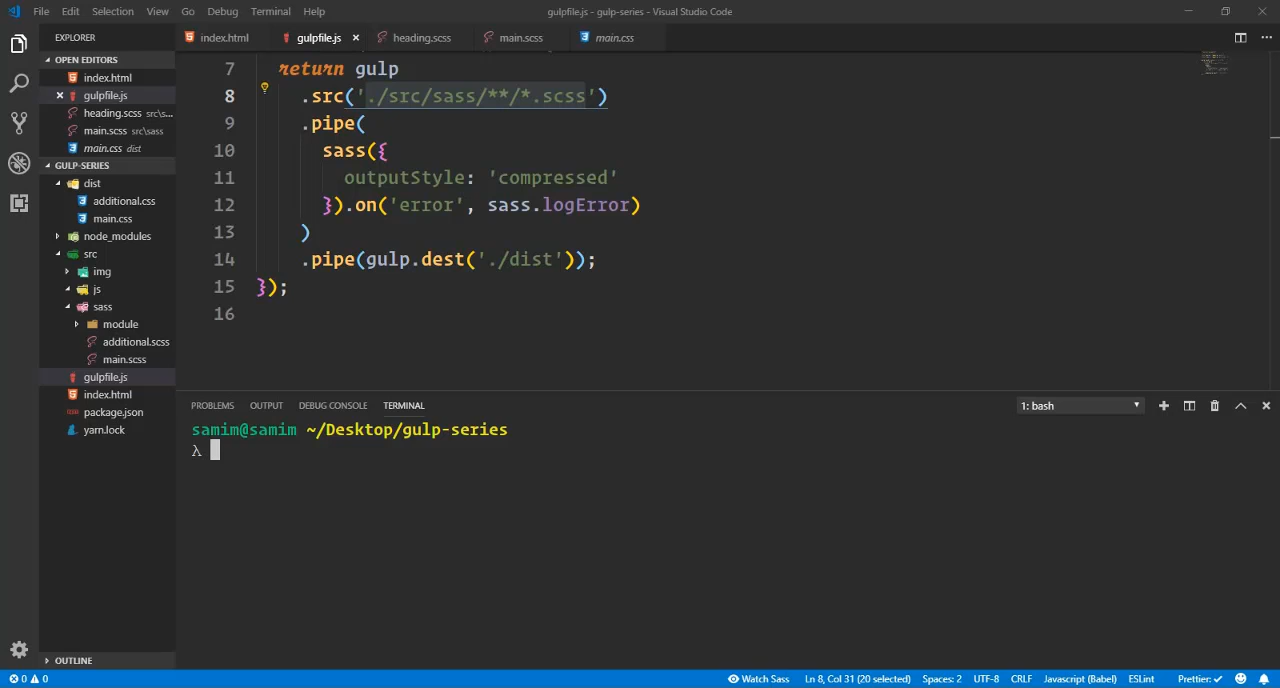 File Edit Selection View Go Debug Terminal Help
gulpfile.js - gulp-series - Visual Studio Code
EXPLORER
OPEN EDITORS
index.html
gulpfile.js
heading.scss src\s...
main.scss src\sass
main.css dist
GULP-SERIES
dist
additional.css
main.css
node_modules
src
img
js
sass
module
additional.scss
main.scss
gulpfile.js
index.html
package.json
yarn.lock
OUTLINE
index.html gulpfile.js heading.scss main.scss main.css
7 return gulp
8 .src('./src/sass/**/*.scss')
9 .pipe(
10 sass({
11 outputStyle: 'compressed'
12 }).on('error', sass.logError)
13 )
14 .pipe(gulp.dest('./dist'));
15 });
16
PROBLEMS OUTPUT DEBUG CONSOLE TERMINAL
1: bash
samim@samim ~/Desktop/gulp-series
λ
0 0
Watch Sass Ln 8, Col 31 (20 selected) Spaces: 2 UTF-8 CRLF Javascript (Babel) ESLint Prettier: ✓